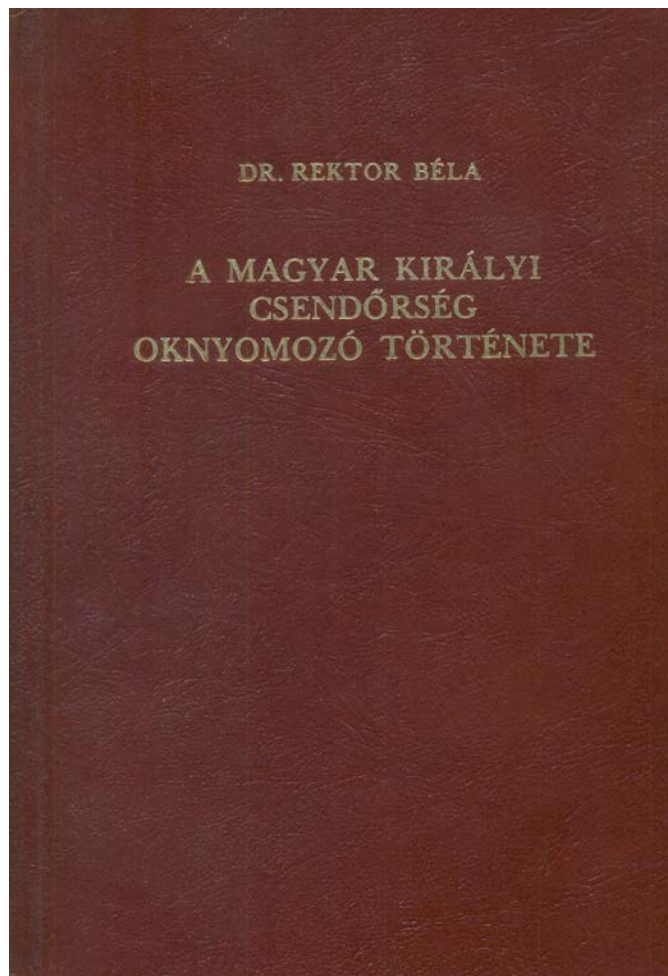 DR. REKTOR BÉLA
A MAGYAR KIRÁLYI
CSENDŐRSÉG
OKNYOMOZÓ TÖRTÉNETE